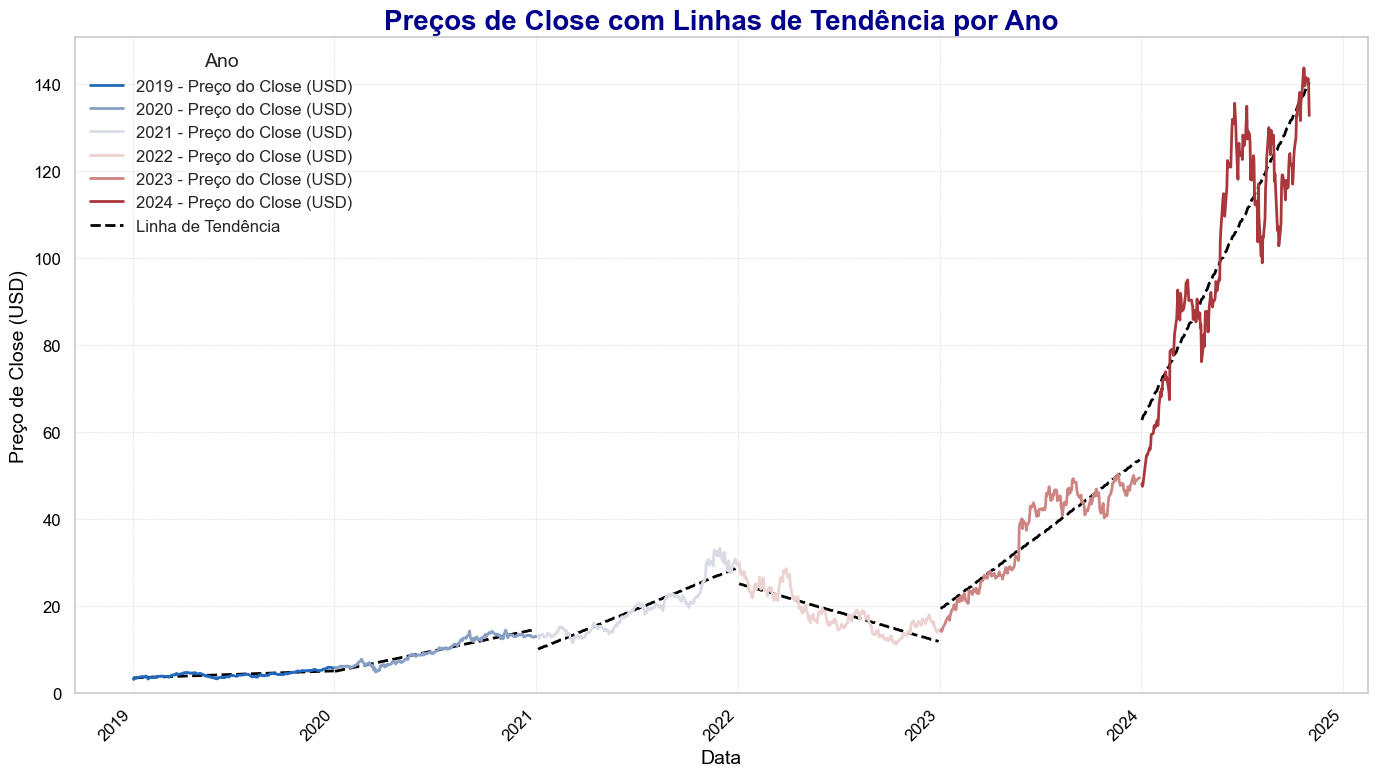 Preços de Close com Linhas de Tendência por Ano
Ano
2019 - Preço do Close (USD)
2020 - Preço do Close (USD)
2021 - Preço do Close (USD)
2022 - Preço do Close (USD)
2023 - Preço do Close (USD)
2024 - Preço do Close (USD)
Linha de Tendência
Preço de Close (USD)
140
120
100
80
60
40
20
0
2019
2020
2021
2022
2023
2024
2025
Data